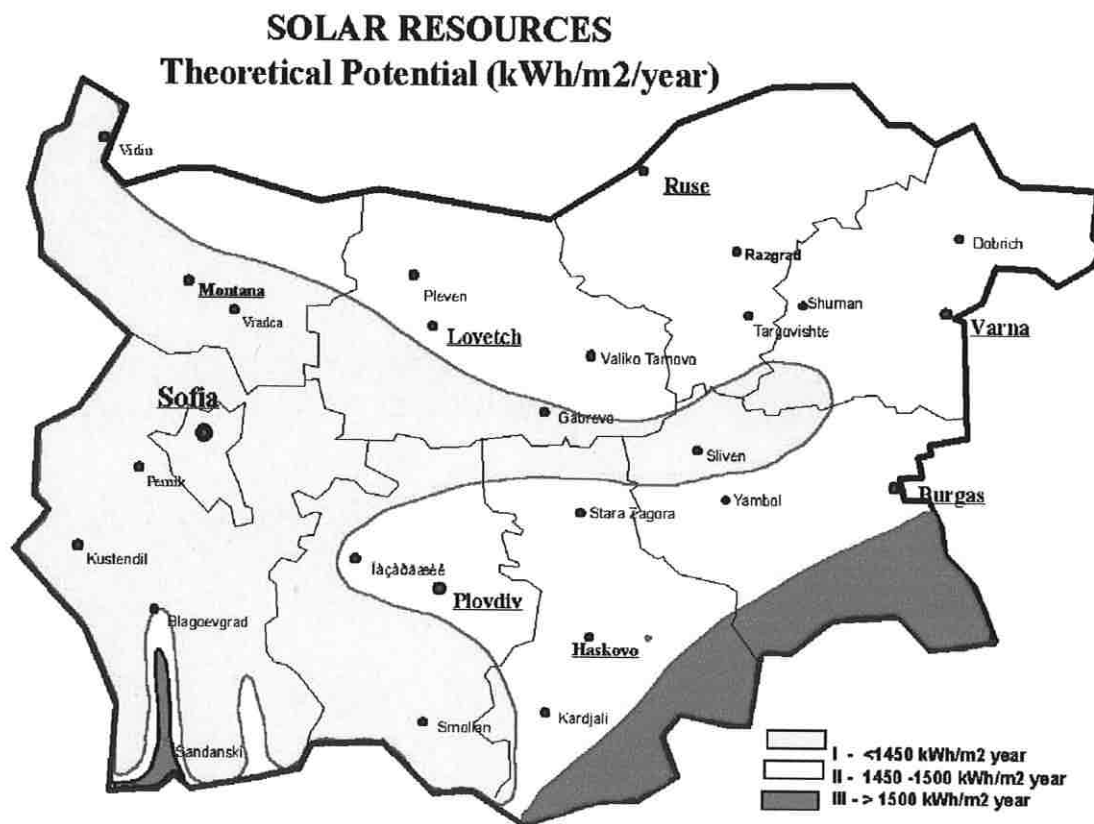 SOLAR RESOURCES
Theoretical Potential (kWh/m2/year)
Vidin
Ruse
Dobrich
Razgrad
Montana
Pleven
Shuman
Vradca
Targovishte
Varna
Lovetch
Valiko Tarnovo
Sofia
Gabrevo
Sliven
Pernik
Yambol
Burgas
Stara Zagora
Kustendil
Ïàçàðäæèê
Plovdiv
Blagoevgrad
Haskovo
Smolian
Kardjali
Sandanski
I - <1450 kWh/m2 year
II - 1450 -1500 kWh/m2 year
III - > 1500 kWh/m2 year